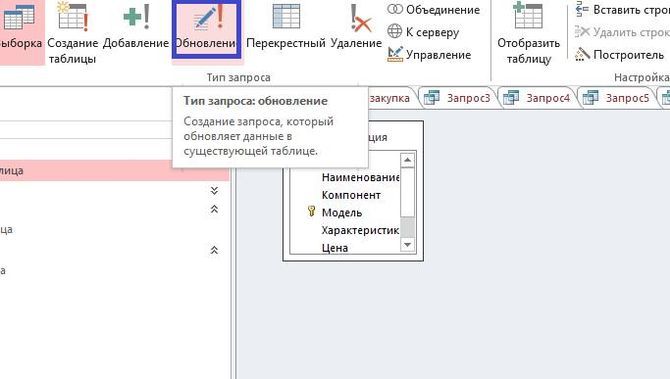 Объединение
Вставить строки
ыборка
Создание таблицы
Добавление
Обновлени
Перекрестный
Удаление
К серверу
Управление
Отобразить таблицу
Удалить строк
Построитель
Тип запроса
Настройка
Тип запроса: обновление
Создание запроса, который
обновляет данные в
существующей таблице.
закупка
Запрос3
Запрос4
Запрос5
ция
лица
Наименование
Компонент
Модель
Характеристик
Цена
ца
а